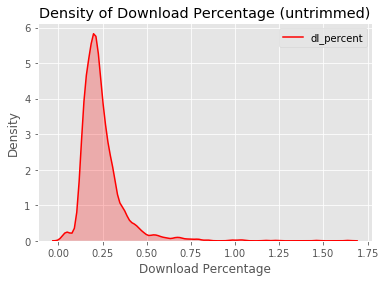 Density of Download Percentage (untrimmed)
dl_percent
6
5
4
3
2
1
0
Density
0.00 0.25 0.50 0.75 1.00 1.25 1.50 1.75
Download Percentage